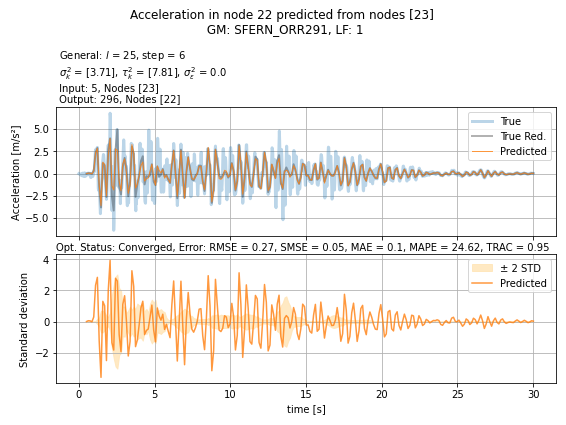 Acceleration in node 22 predicted from nodes [23]
GM: SFERN_ORR291, LF: 1
General: l = 25, step = 6
σ²ₖ = [3.71], τ²ₖ = [7.81], σ²ε = 0.0
Input: 5, Nodes [23]
Output: 296, Nodes [22]
Acceleration [m/s²]
5.0
2.5
0.0
−2.5
−5.0
True
True Red.
Predicted
Opt. Status: Converged, Error: RMSE = 0.27, SMSE = 0.05, MAE = 0.1, MAPE = 24.62, TRAC = 0.95
Standard deviation
4
2
0
−2
± 2 STD
Predicted
0 5 10 15 20 25 30
time [s]